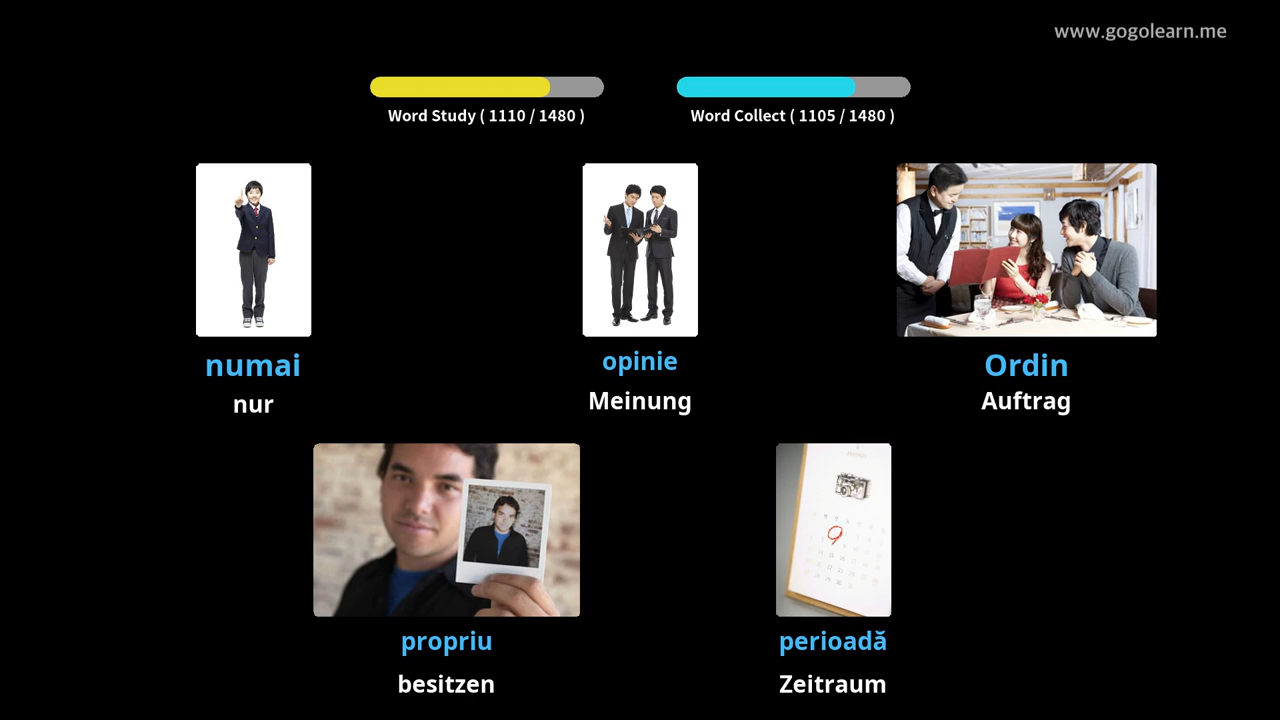 www.gogolearn.me
Word Study ( 1110 / 1480 )
Word Collect ( 1105 / 1480 )
numai
nur
opinie
Meinung
Ordin
Auftrag
propriu
besitzen
perioadă
Zeitraum